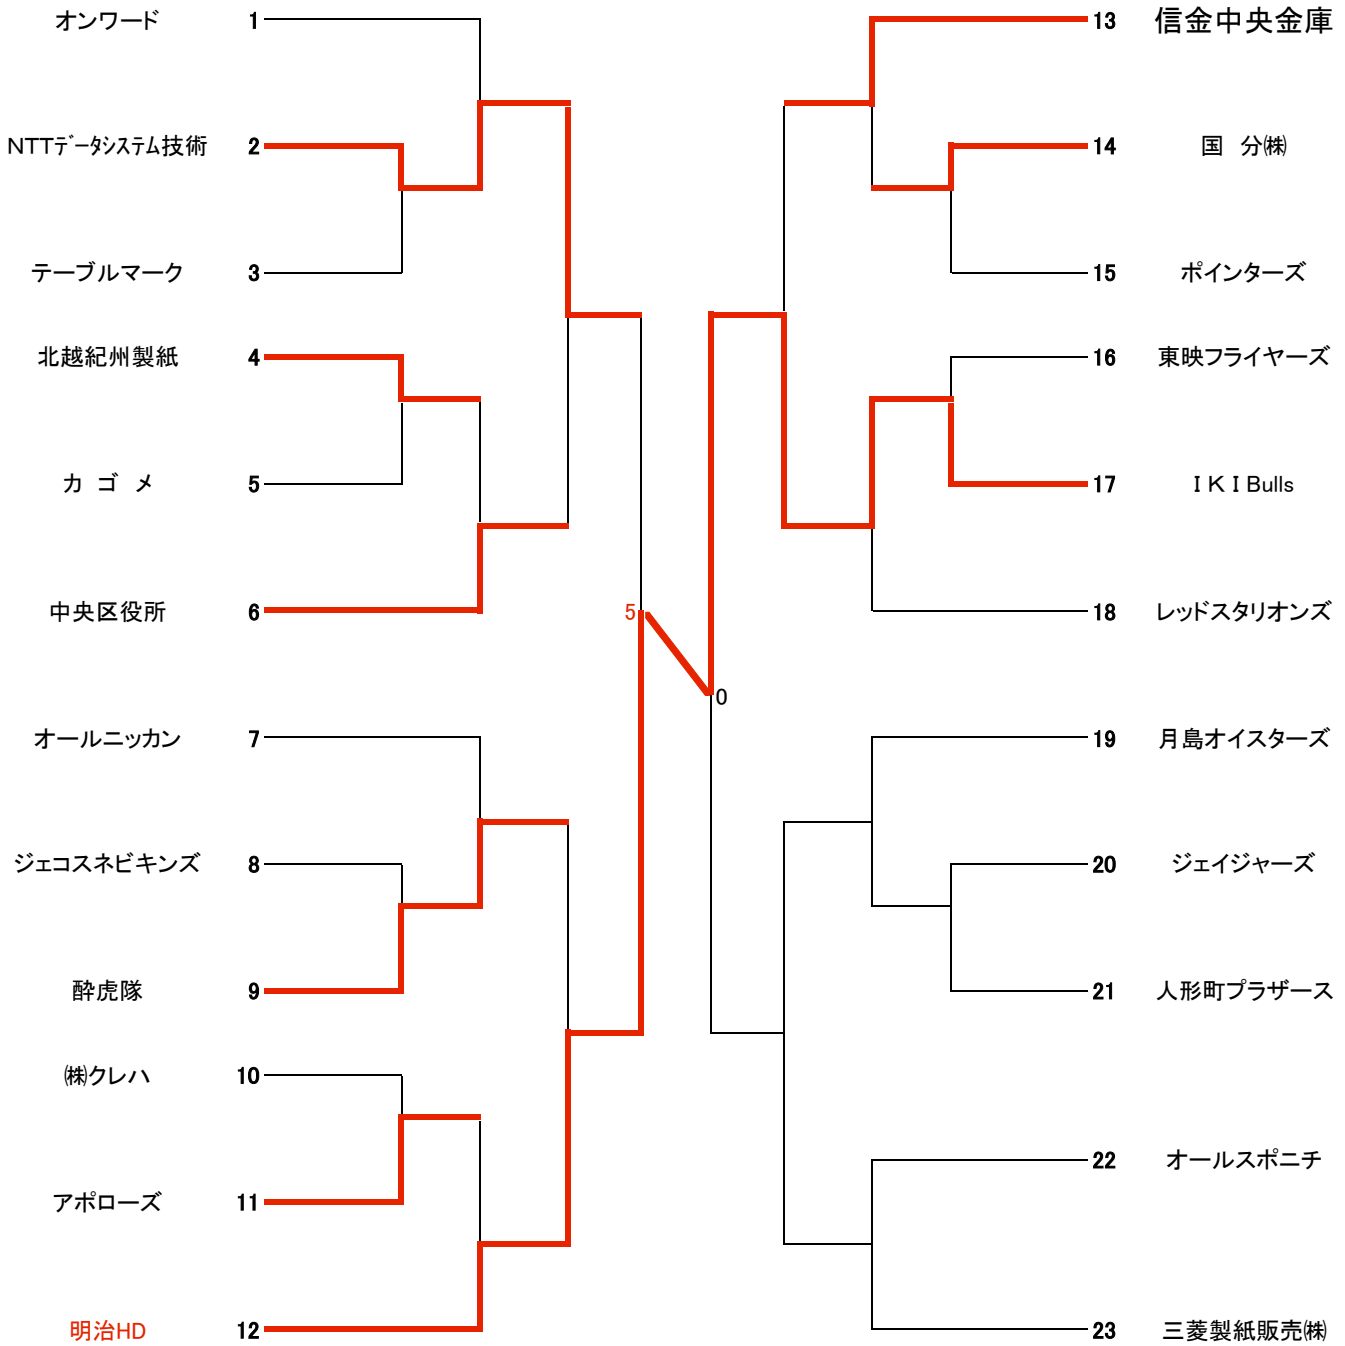 オンワード 1
NTTデータシステム技術 2
テーブルマーク 3
北越紀州製紙 4
カ ゴ メ 5
中央区役所 6
オールニッカン 7
ジェコスネビキンズ 8
酔虎隊 9
㈱クレハ 10
アポローズ 11
明治HD 12
5
0
13 信金中央金庫
14 国 分㈱
15 ポインターズ
16 東映フライヤーズ
17 ＩＫＩBulls
18 レッドスタリオンズ
19 月島オイスターズ
20 ジェイジャーズ
21 人形町プラザース
22 オールスポニチ
23 三菱製紙販売㈱